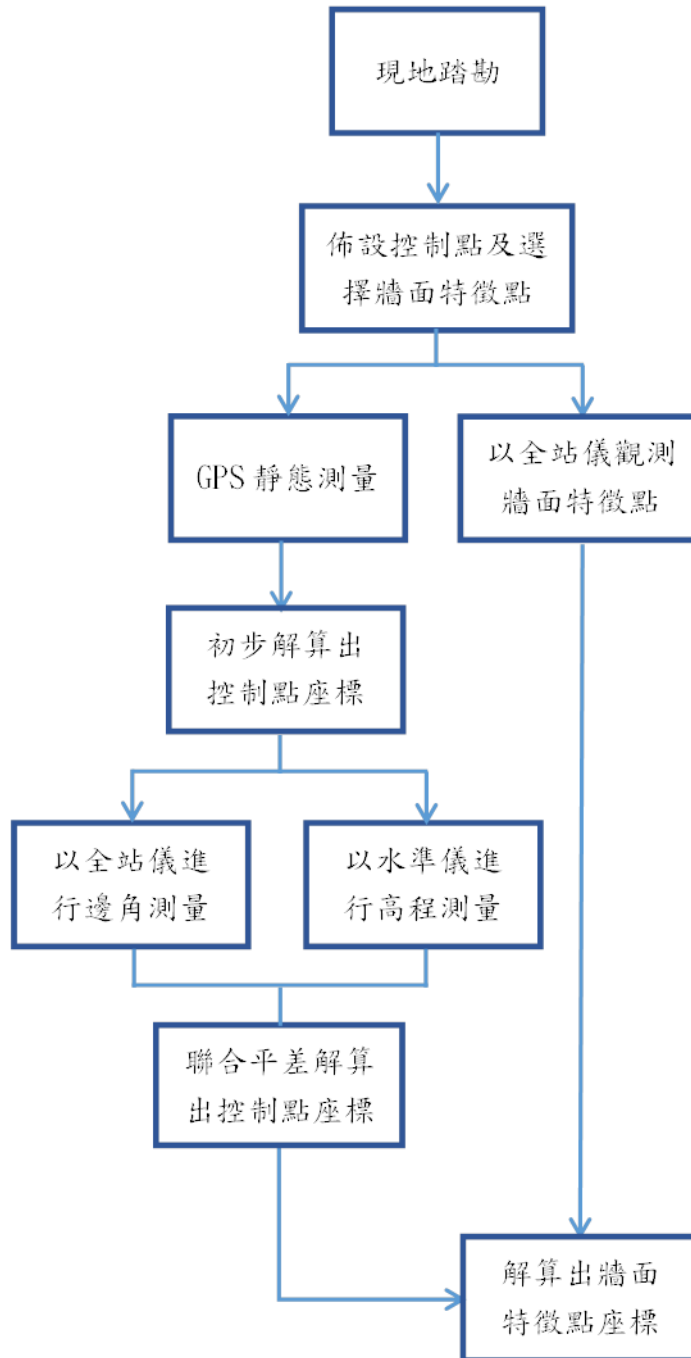 現地踏勘
佈設控制點及選
擇牆面特徵點
GPS 靜態測量
以全站儀觀測
牆面特徵點
初步解算出
控制點座標
以全站儀進
行邊角測量
以水準儀進
行高程測量
聯合平差解算
出控制點座標
解算出牆面
特徵點座標